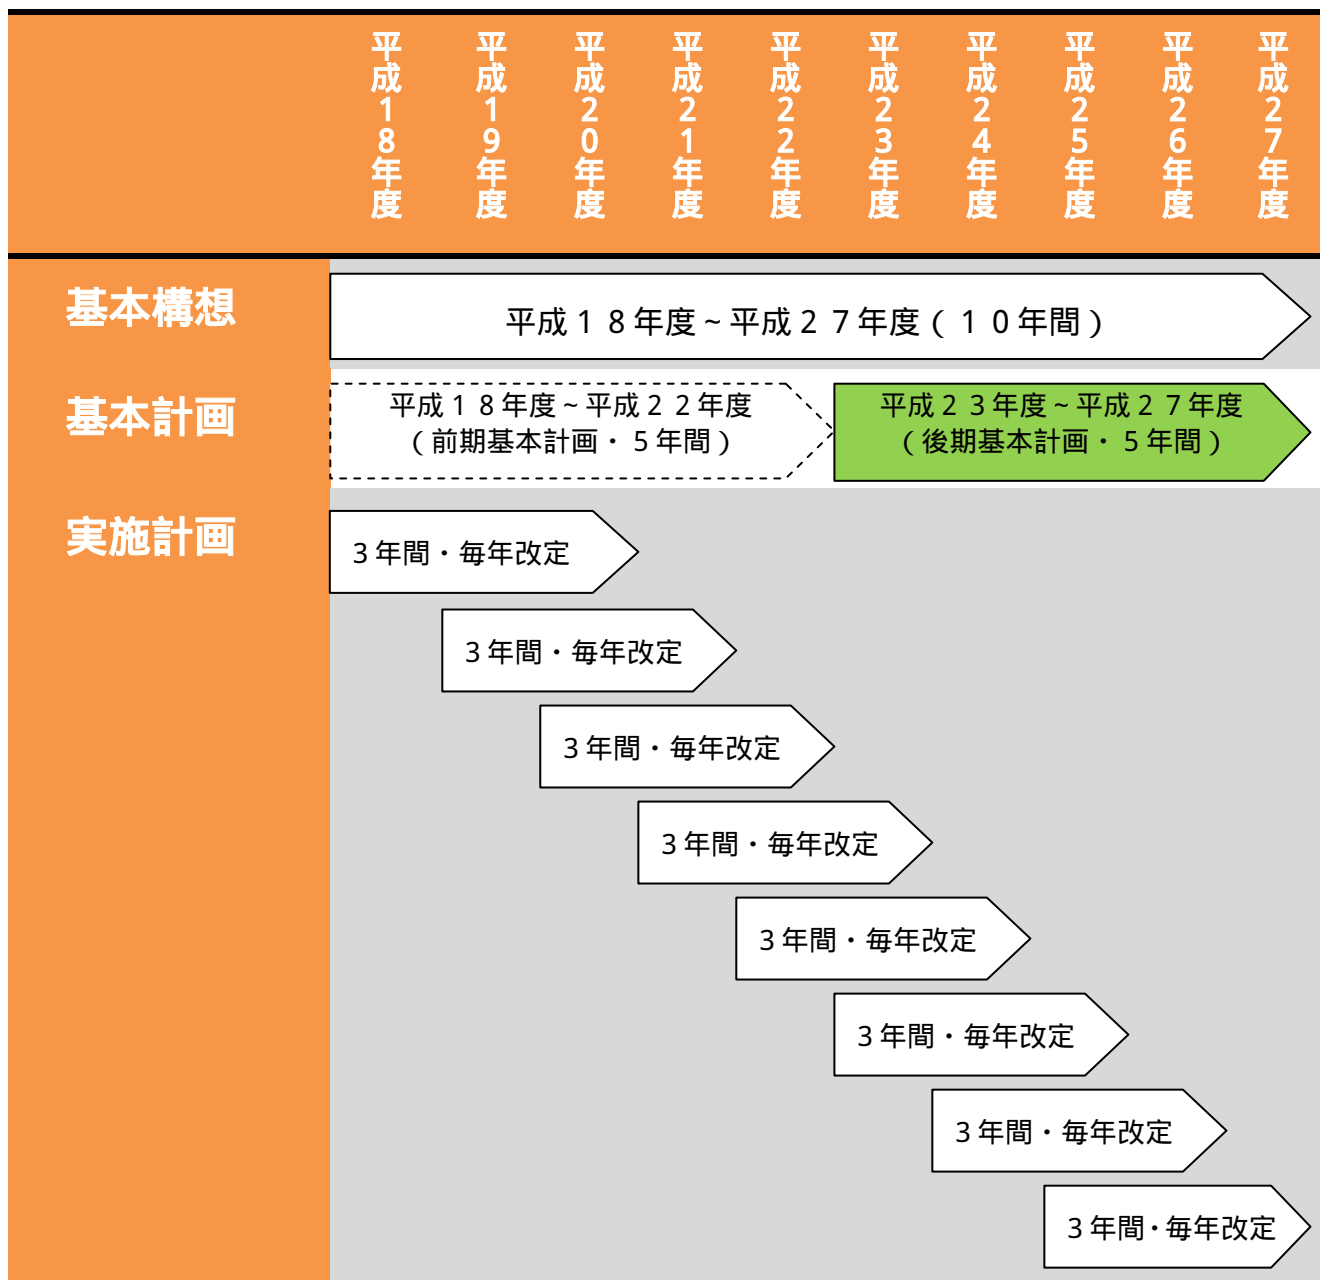 平成18年度
平成19年度
平成20年度
平成21年度
平成22年度
平成23年度
平成24年度
平成25年度
平成26年度
平成27年度
基本構想
平成１８年度~平成２７年度（１０年間）
基本計画
平成１８年度~平成２２年度
（前期基本計画・５年間）
平成２３年度~平成２７年度
（後期基本計画・５年間）
実施計画
３年間・毎年改定
３年間・毎年改定
３年間・毎年改定
３年間・毎年改定
３年間・毎年改定
３年間・毎年改定
３年間・毎年改定
３年間・毎年改定